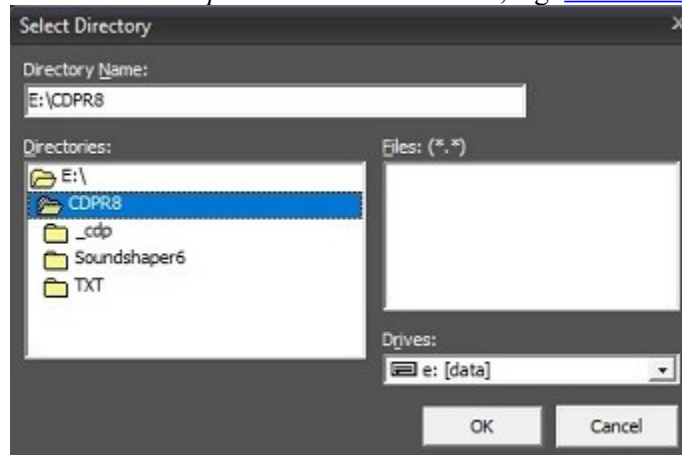 Select Directory
X
Directory Name:
E:\CDPR8
Directories:
Files: (*.*)
E:\
CDPR8
_cdp
Soundshaper6
TXT
Drives:
e: [data]
OK
Cancel